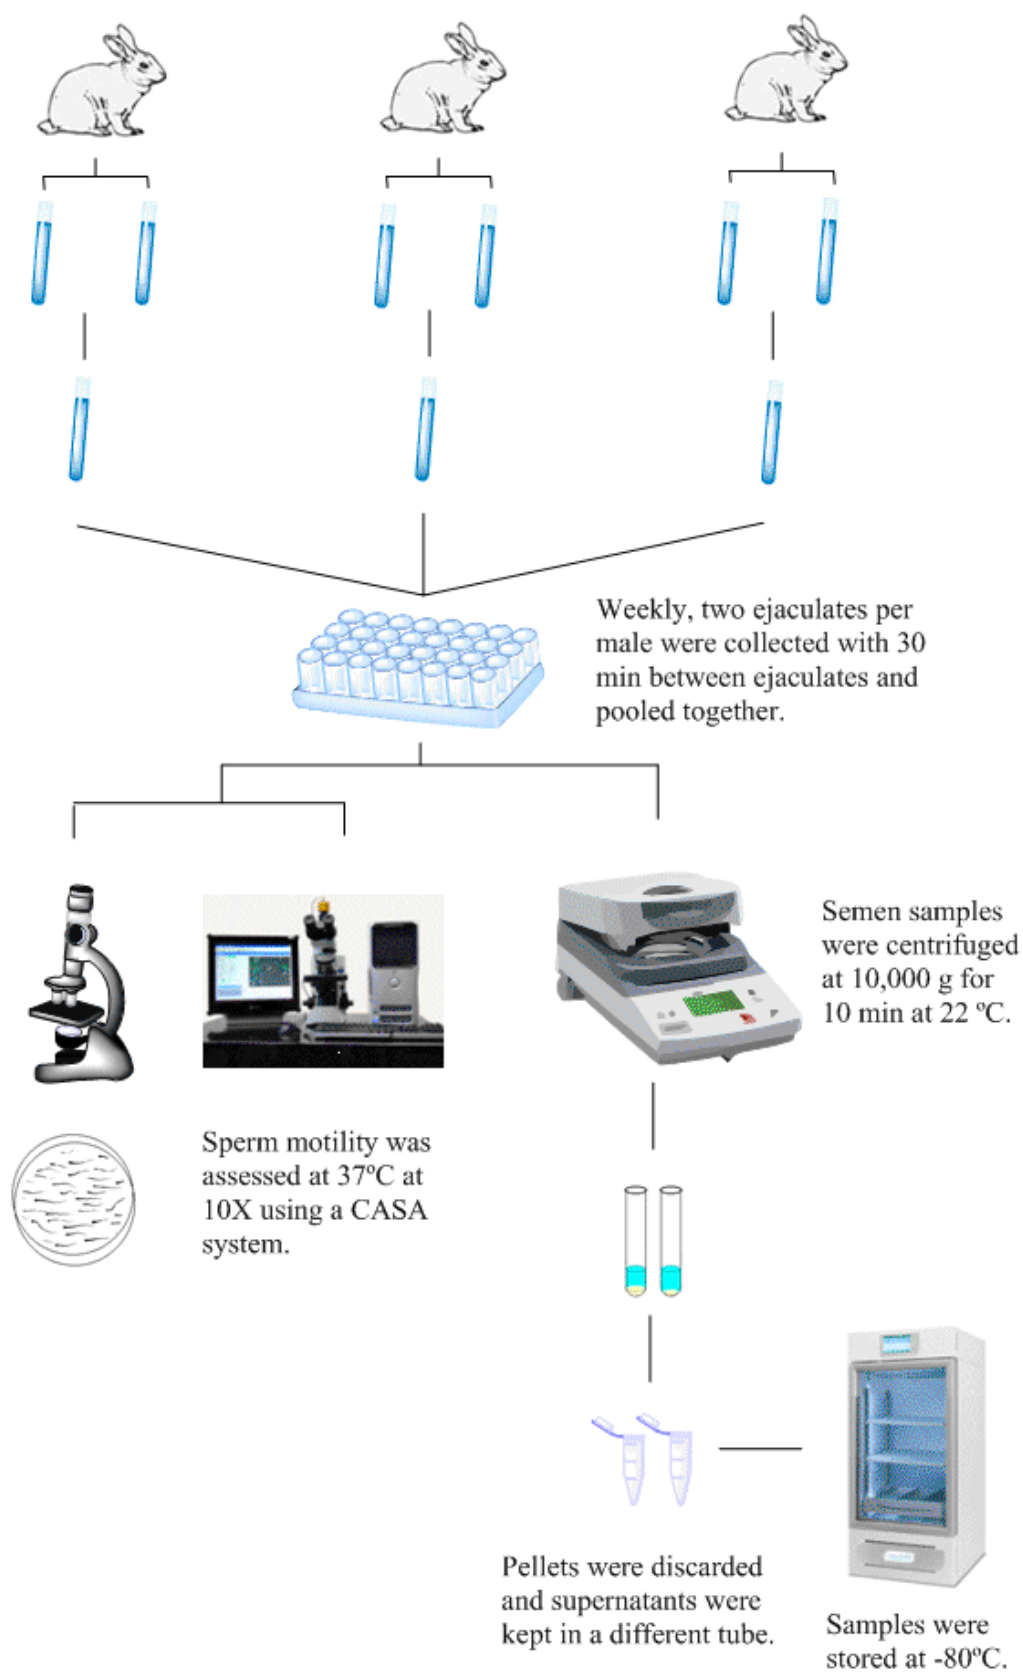 Weekly, two ejaculates per
male were collected with 30
min between ejaculates and
pooled together.
Semen samples
were centrifuged
at 10,000 g for
10 min at 22 ºC.
Sperm motility was
assessed at 37ºC at
10X using a CASA
system.
Pellets were discarded
and supernatants were
kept in a different tube.
Samples were
stored at -80ºC.